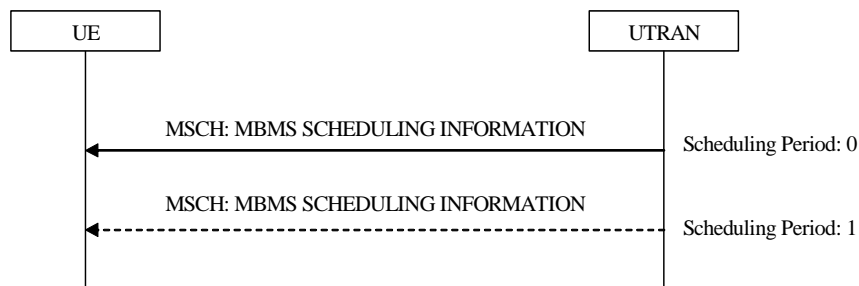 UE
UTRAN
MSCH: MBMS SCHEDULING INFORMATION
Scheduling Period: 0
MSCH: MBMS SCHEDULING INFORMATION
Scheduling Period: 1